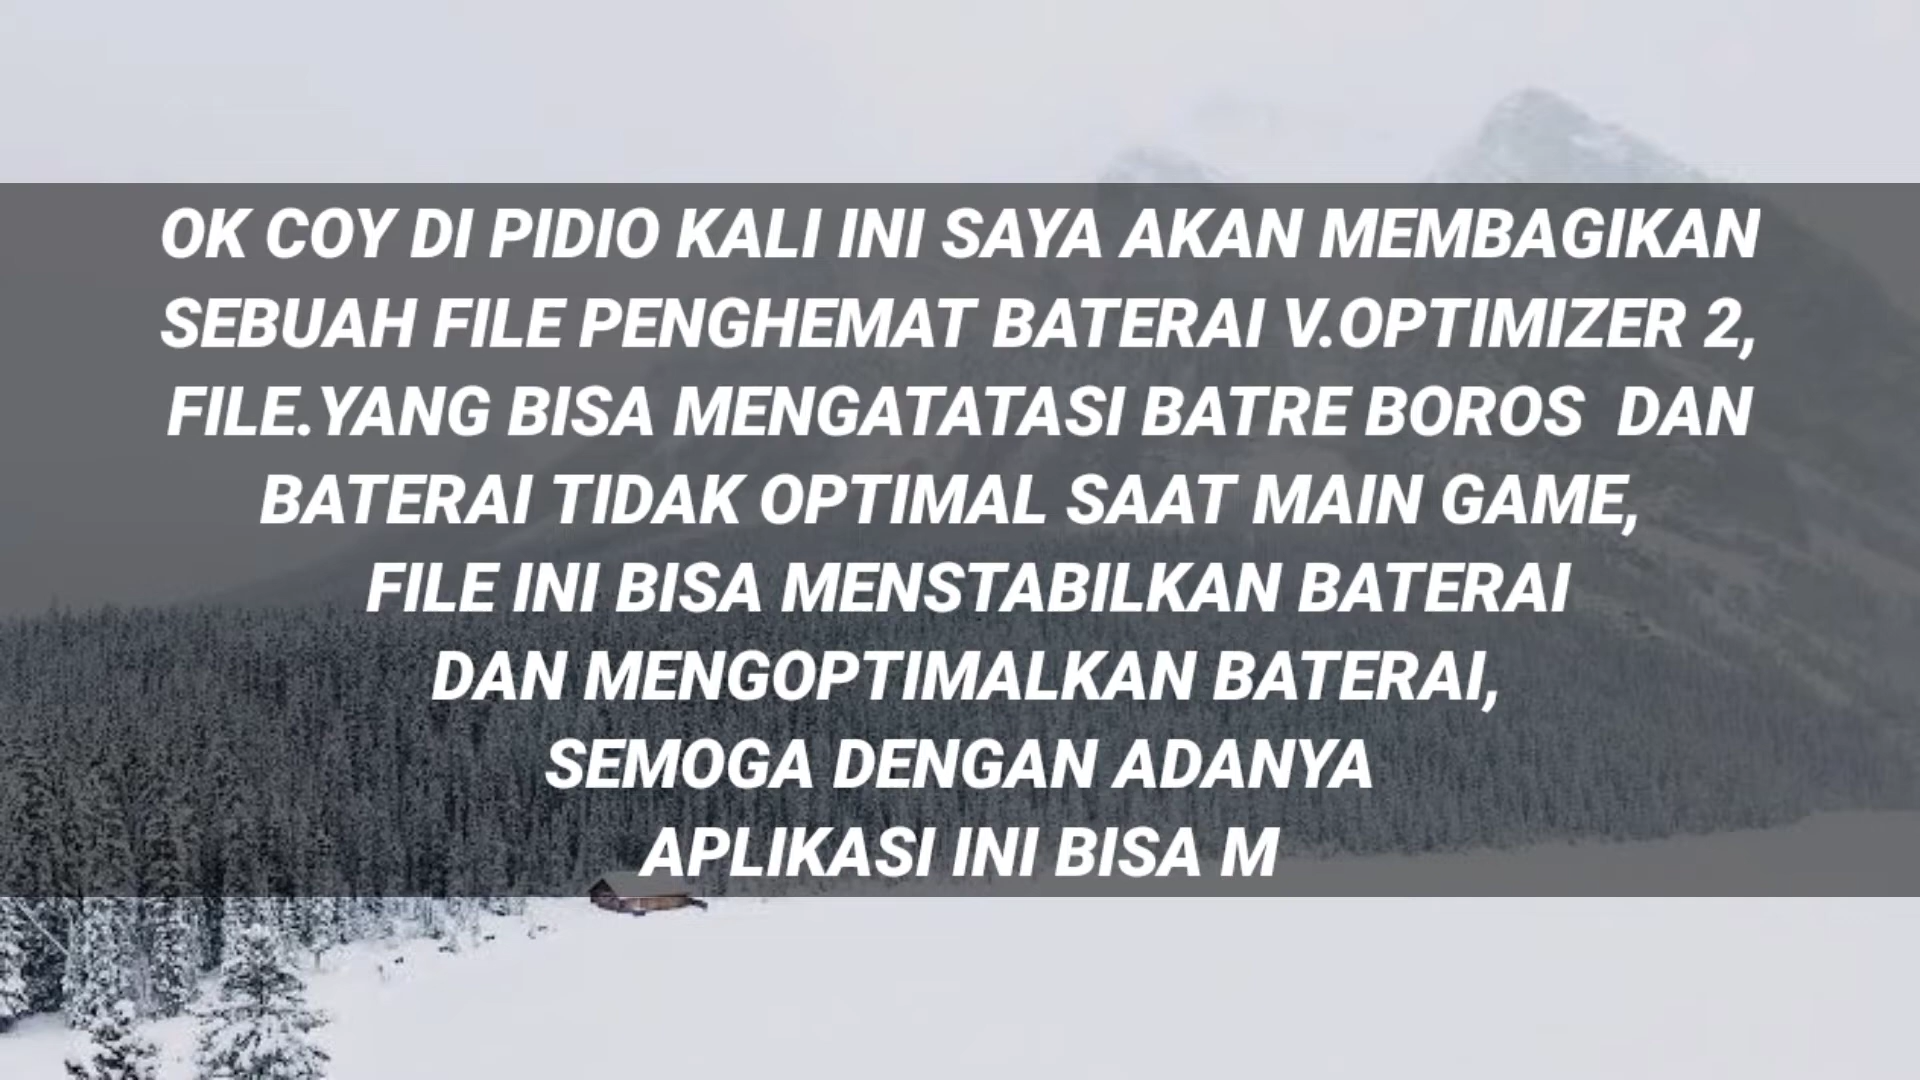 OK COY DI PIDIO KALI INI SAYA AKAN MEMBAGIKAN
SEBUAH FILE PENGHEMAT BATERAI V.OPTIMIZER 2,
FILE.YANG BISA MENGATATASI BATRE BOROS  DAN
BATERAI TIDAK OPTIMAL SAAT MAIN GAME,
FILE INI BISA MENSTABILKAN BATERAI
DAN MENGOPTIMALKAN BATERAI,
SEMOGA DENGAN ADANYA
APLIKASI INI BISA M